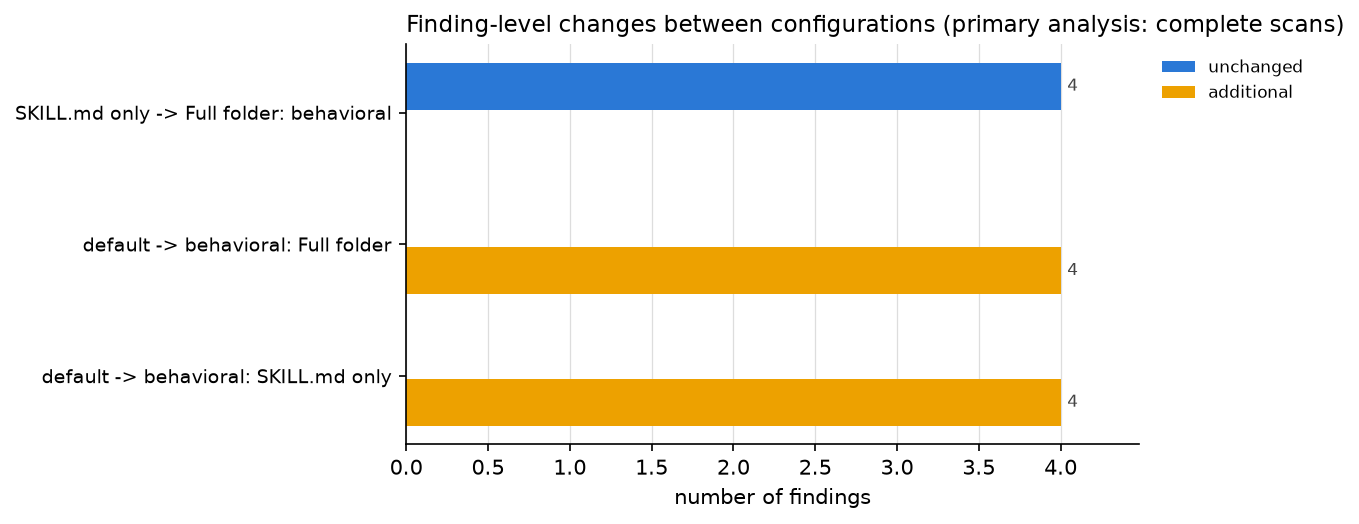 Finding-level changes between configurations (primary analysis: complete scans)
unchanged
additional
4
SKILL.md only -> Full folder: behavioral
default -> behavioral: Full folder
4
default -> behavioral: SKILL.md only
4
0.0 0.5 1.0 1.5 2.0 2.5 3.0 3.5 4.0
number of findings